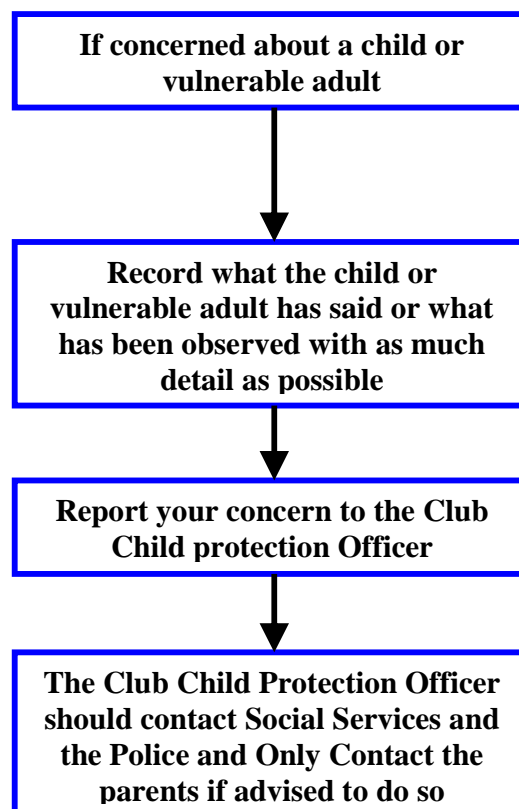 If concerned about a child or
vulnerable adult
Record what the child or
vulnerable adult has said or what
has been observed with as much
detail as possible
Report your concern to the Club
Child protection Officer
The Club Child Protection Officer
should contact Social Services and
the Police and Only Contact the
parents if advised to do so